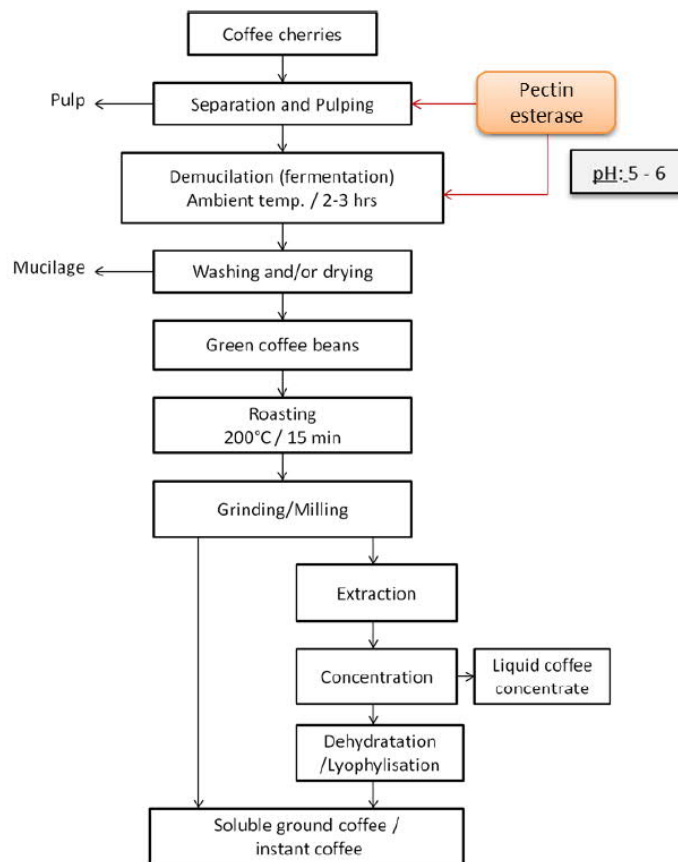 Coffee cherries
Pulp
Separation and Pulping
Pectin
esterase
Demucilation (fermentation)
Ambient temp. / 2-3 hrs
pH: 5 - 6
Mucilage
Washing and/or drying
Green coffee beans
Roasting
200°C / 15 min
Grinding/Milling
Extraction
Concentration
Liquid coffee
concentrate
Dehydratation
/Lyophylisation
Soluble ground coffee /
instant coffee